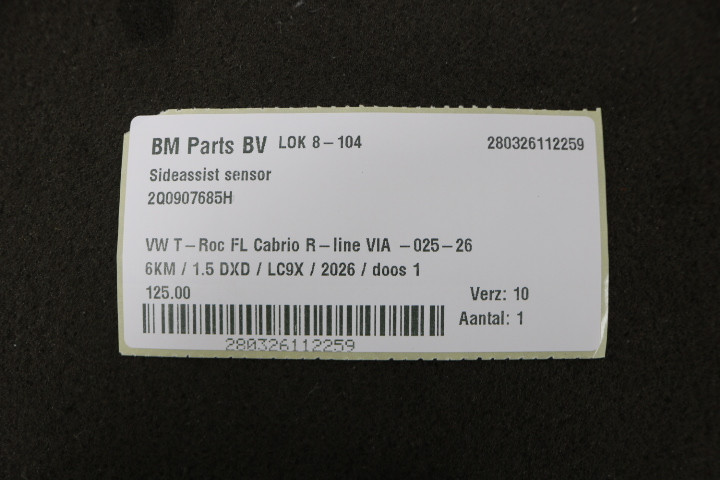 BM Parts BV LOK 8-104 280326112259
Sideassist sensor
2Q0907685H
VW T-Roc FL Cabrio R-line VIA -025-26
6KM / 1.5 DXD / LC9X / 2026 / doos 1
125.00 Verz: 10
Aantal: 1
280326112259